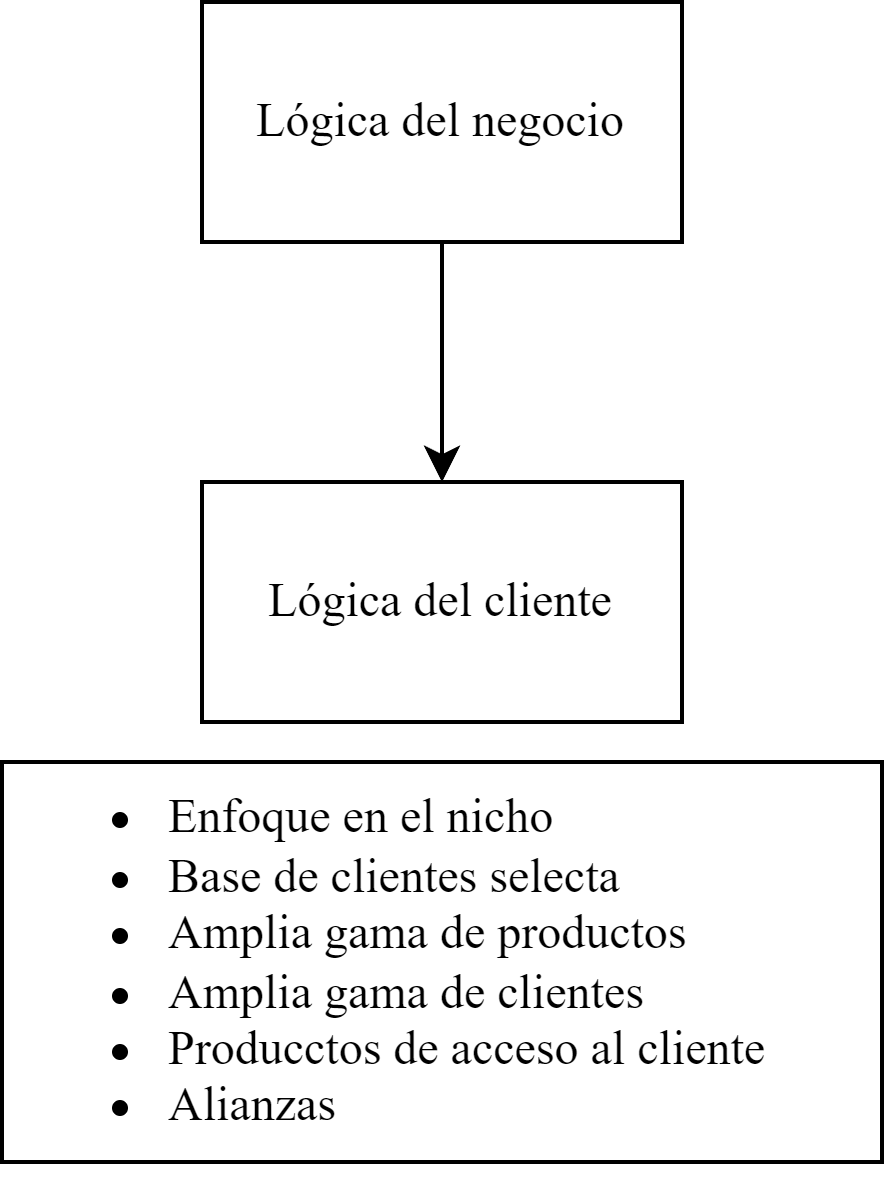 Lógica del negocio
Lógica del cliente
Enfoque en el nicho
Base de clientes selecta
Amplia gama de productos
Amplia gama de clientes
Producctos de acceso al cliente
Alianzas